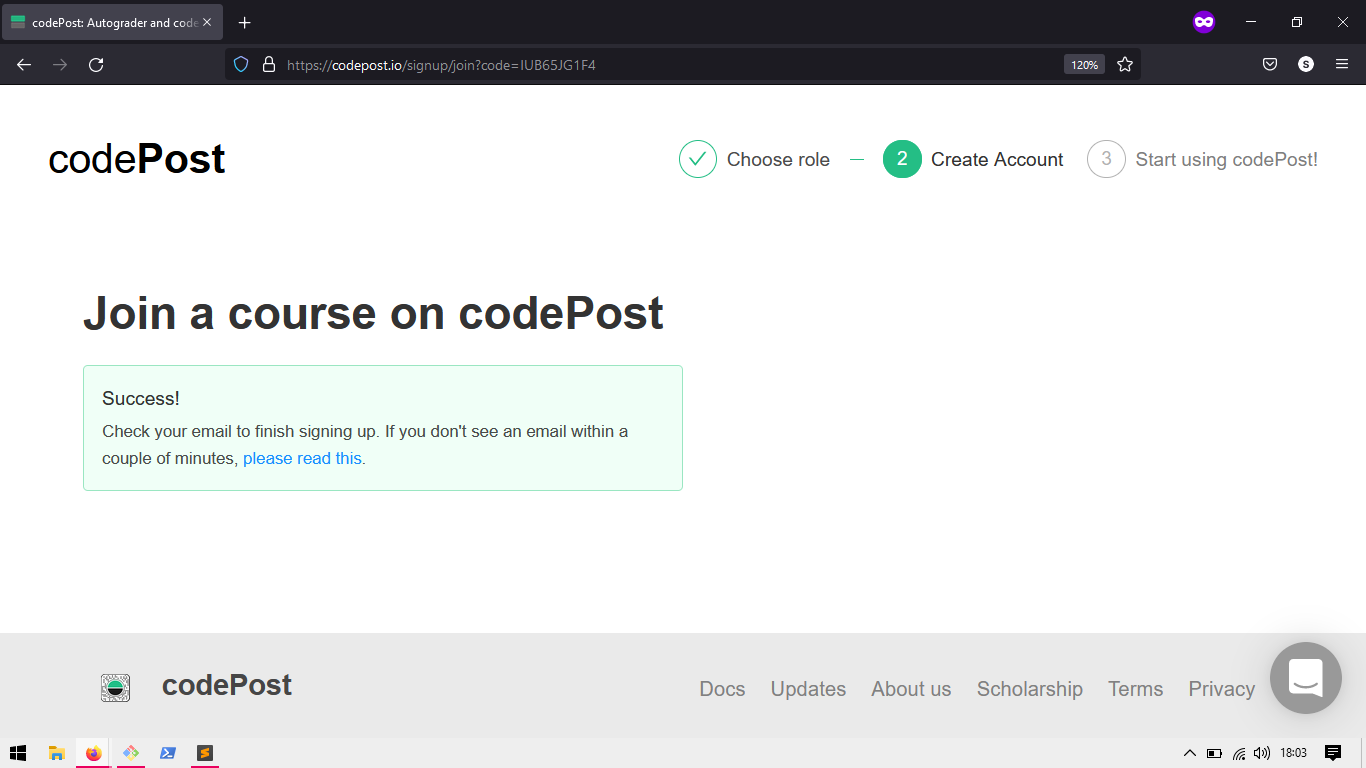 codePost: Autograder and code
https://codepost.io/signup/join?code=IUB65JG1F4
120%
S
codePost
Choose role
2
Create Account
3
Start using codePost!
Join a course on codePost
Success!
Check your email to finish signing up. If you don't see an email within a
couple of minutes, please read this.
codePost
Docs
Updates
About us
Scholarship
Terms
Privacy
18:03